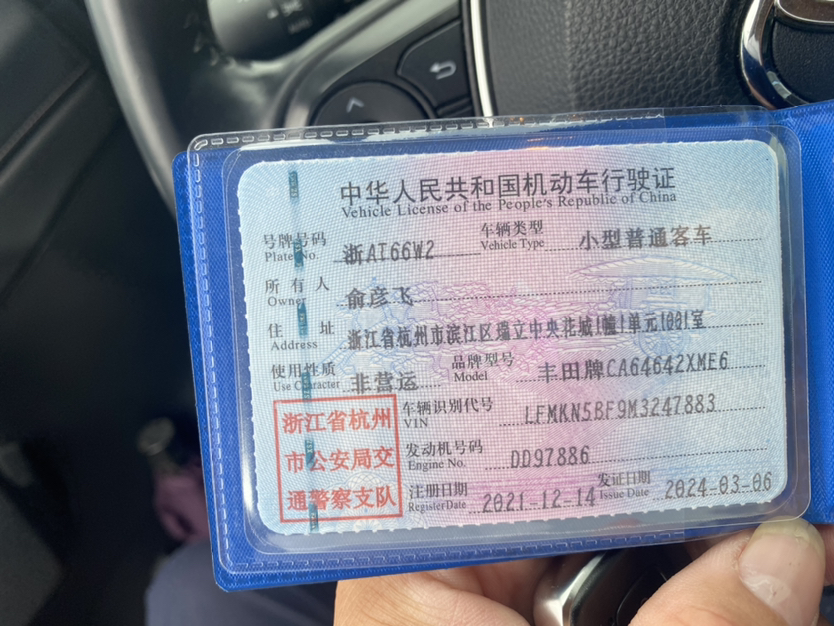 中华人民共和国机动车行驶证
Vehicle License of the People's Republic of China
号牌号码 浙AT66W2 车辆类型 小型普通客车
Plate No. Vehicle Type
所有人 俞彦飞
Owner
住址 浙江省杭州市滨江区瑞立中央花城1幢1单元1001室
Address
使用性质 非营运 品牌型号 丰田牌CA64642XME6
Use Character Model
浙江省杭州 车辆识别代号 LFMKN5BF9M3247883
VIN
市公安局交 发动机号码 DD97886
Engine No.
通警察支队 注册日期 2021-12-14 发证日期 2024-03-06
Register Date Issue Date